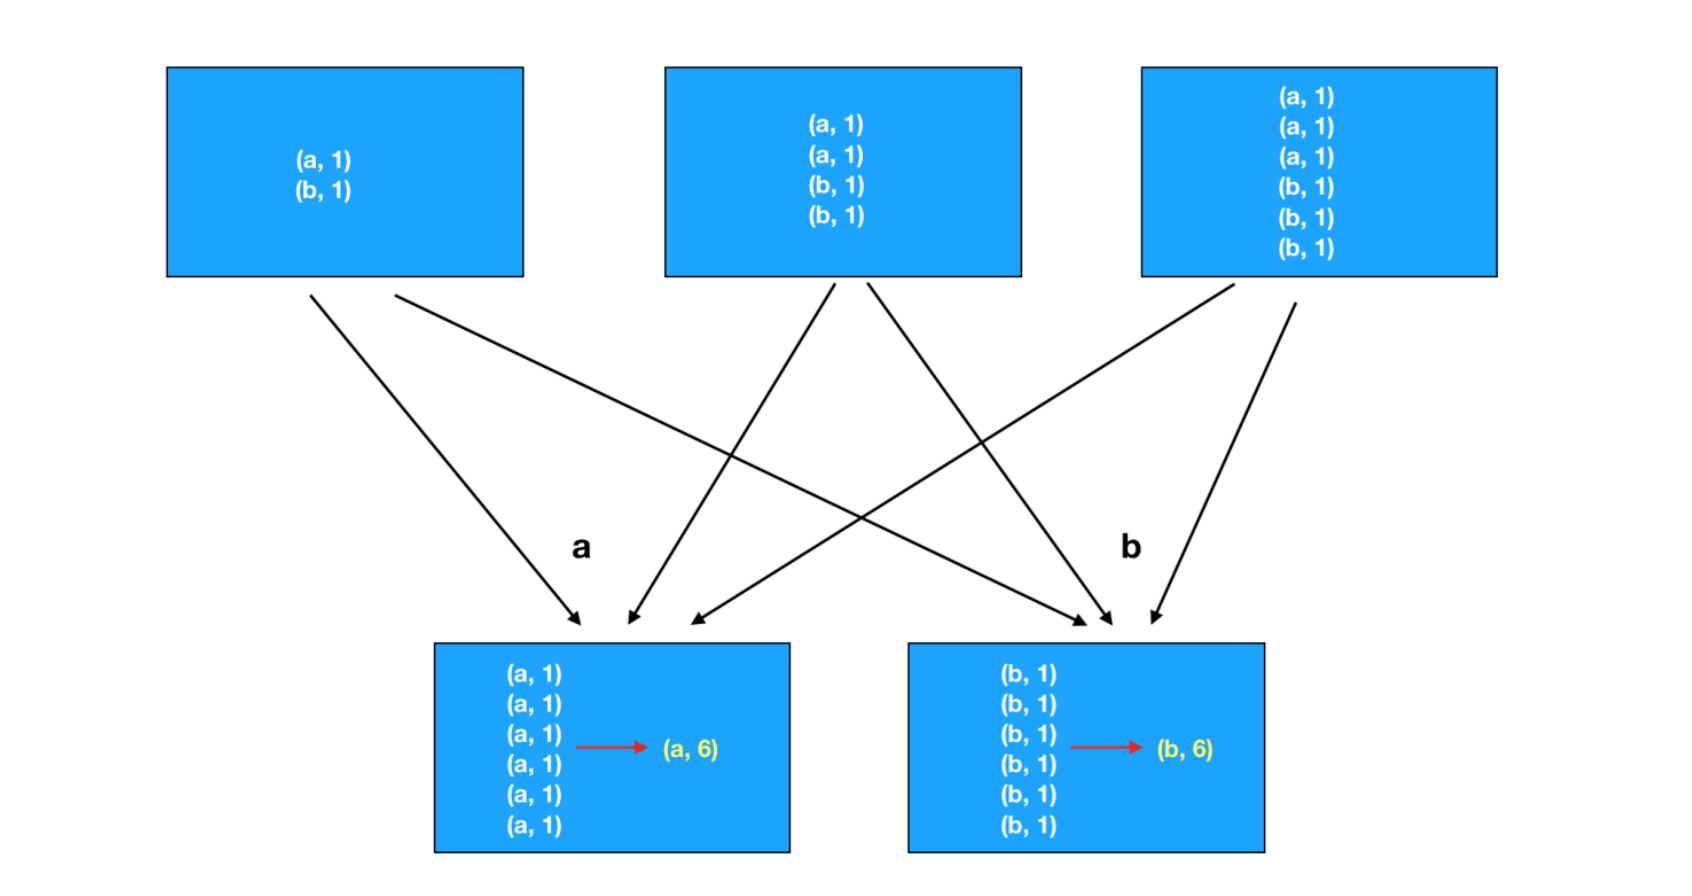 (a, 1)
(b, 1)
(a, 1)
(a, 1)
(b, 1)
(b, 1)
(a, 1)
(a, 1)
(a, 1)
(b, 1)
(b, 1)
(b, 1)
a
b
(a, 1)
(a, 1)
(a, 1)
(a, 1)
(a, 1)
(a, 1)
(a, 6)
(b, 1)
(b, 1)
(b, 1)
(b, 1)
(b, 1)
(b, 1)
(b, 6)